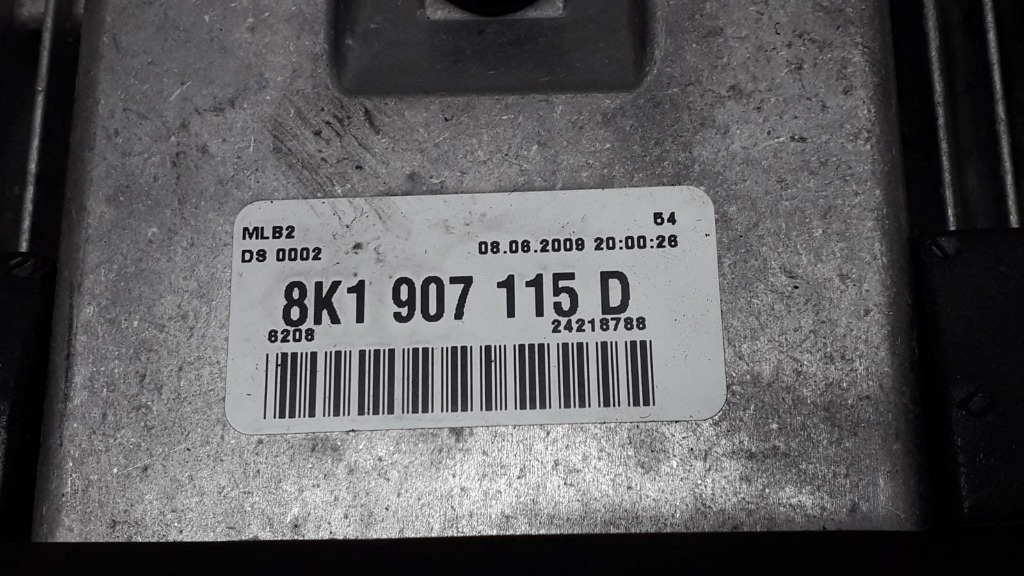 MLB2 54
DS 0002 08.06.2009 20:00:26
8K1 907 115 D
6208 24218788